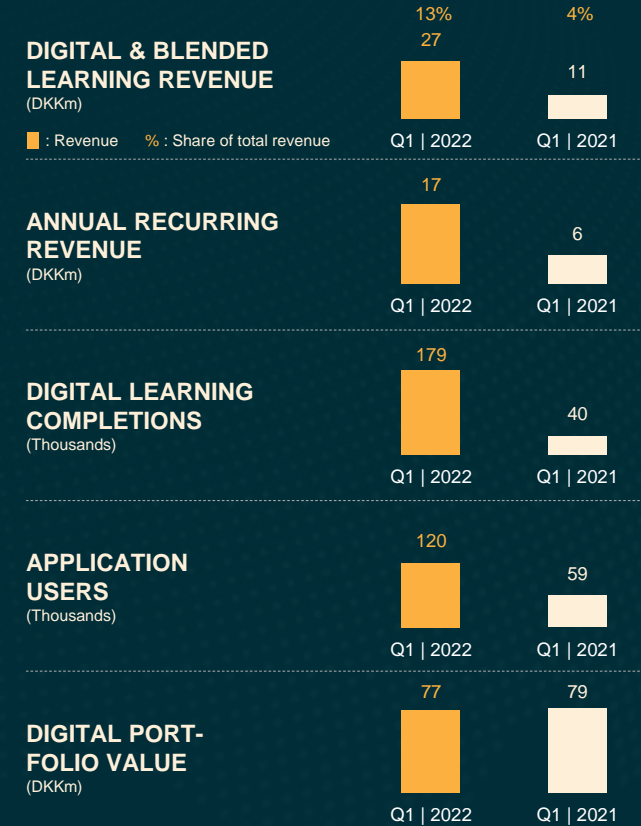 13% 4%
DIGITAL & BLENDED
LEARNING REVENUE
(DKKm)
27 11
: Revenue % : Share of total revenue
Q1 | 2022 Q1 | 2021
ANNUAL RECURRING
REVENUE
(DKKm)
17 6
Q1 | 2022 Q1 | 2021
DIGITAL LEARNING
COMPLETIONS
(Thousands)
179 40
Q1 | 2022 Q1 | 2021
APPLICATION
USERS
(Thousands)
120 59
Q1 | 2022 Q1 | 2021
DIGITAL PORT-
FOLIO VALUE
(DKKm)
77 79
Q1 | 2022 Q1 | 2021